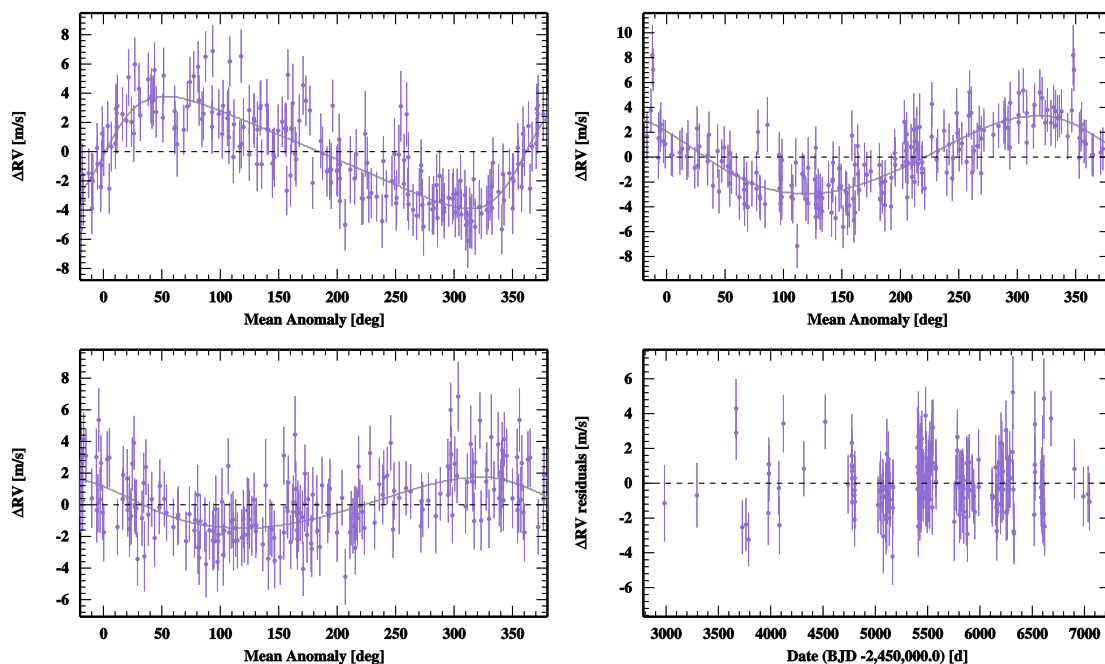 8
6
4
2
0
-2
-4
-6
-8
ΔRV [m/s]
0 50 100 150 200 250 300 350
Mean Anomaly [deg]
10
8
6
4
2
0
-2
-4
-6
-8
ΔRV [m/s]
0 50 100 150 200 250 300 350
Mean Anomaly [deg]
8
6
4
2
0
-2
-4
-6
ΔRV [m/s]
0 50 100 150 200 250 300 350
Mean Anomaly [deg]
6
4
2
0
-2
-4
-6
ΔRV residuals [m/s]
3000 3500 4000 4500 5000 5500 6000 6500 7000
Date (BJD -2,450,000.0) [d]